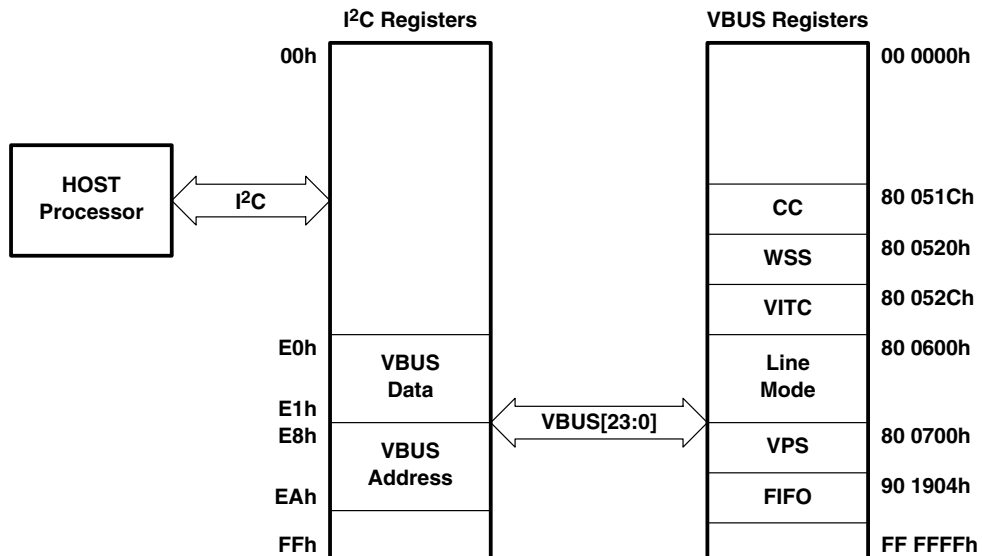 I²C Registers
VBUS Registers
00h
00 0000h
HOST
Processor
I²C
CC
80 051Ch
WSS
80 0520h
VITC
80 052Ch
E0h
VBUS
Data
E1h
Line
Mode
80 0600h
VBUS[23:0]
E8h
VBUS
Address
EAh
VPS
80 0700h
FIFO
90 1904h
FFh
FF FFFFh